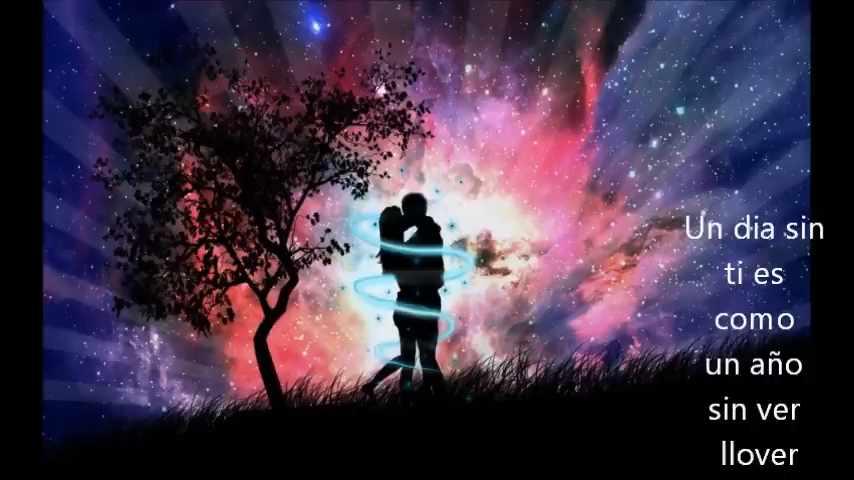 Un dia sin
ti es
como
un año
sin ver
llover